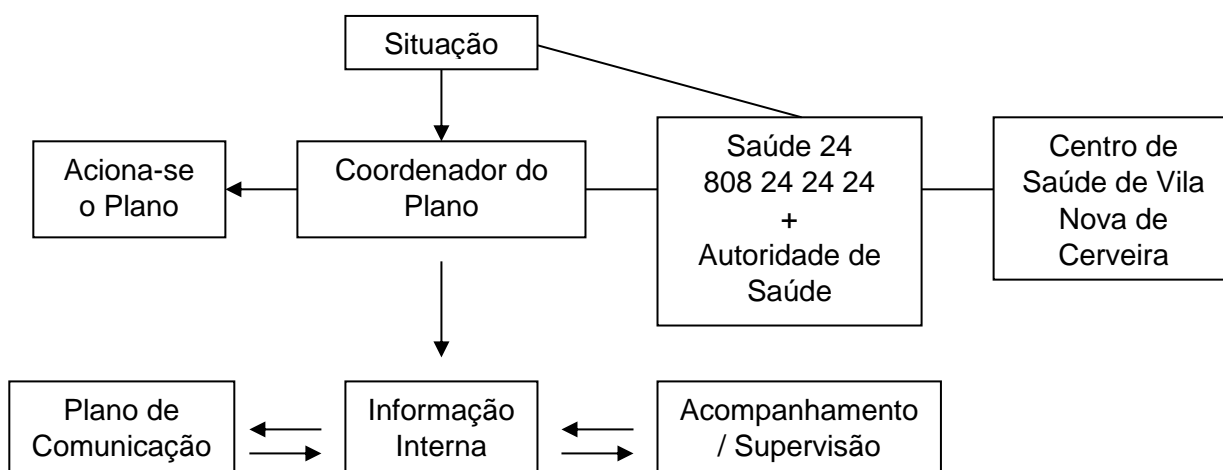 Situação
Aciona-se
o Plano
Coordenador do
Plano
Saúde 24
808 24 24 24
+
Autoridade de
Saúde
Centro de
Saúde de Vila
Nova de
Cerveira
Plano de
Comunicação
Informação
Interna
Acompanhamento
/ Supervisão